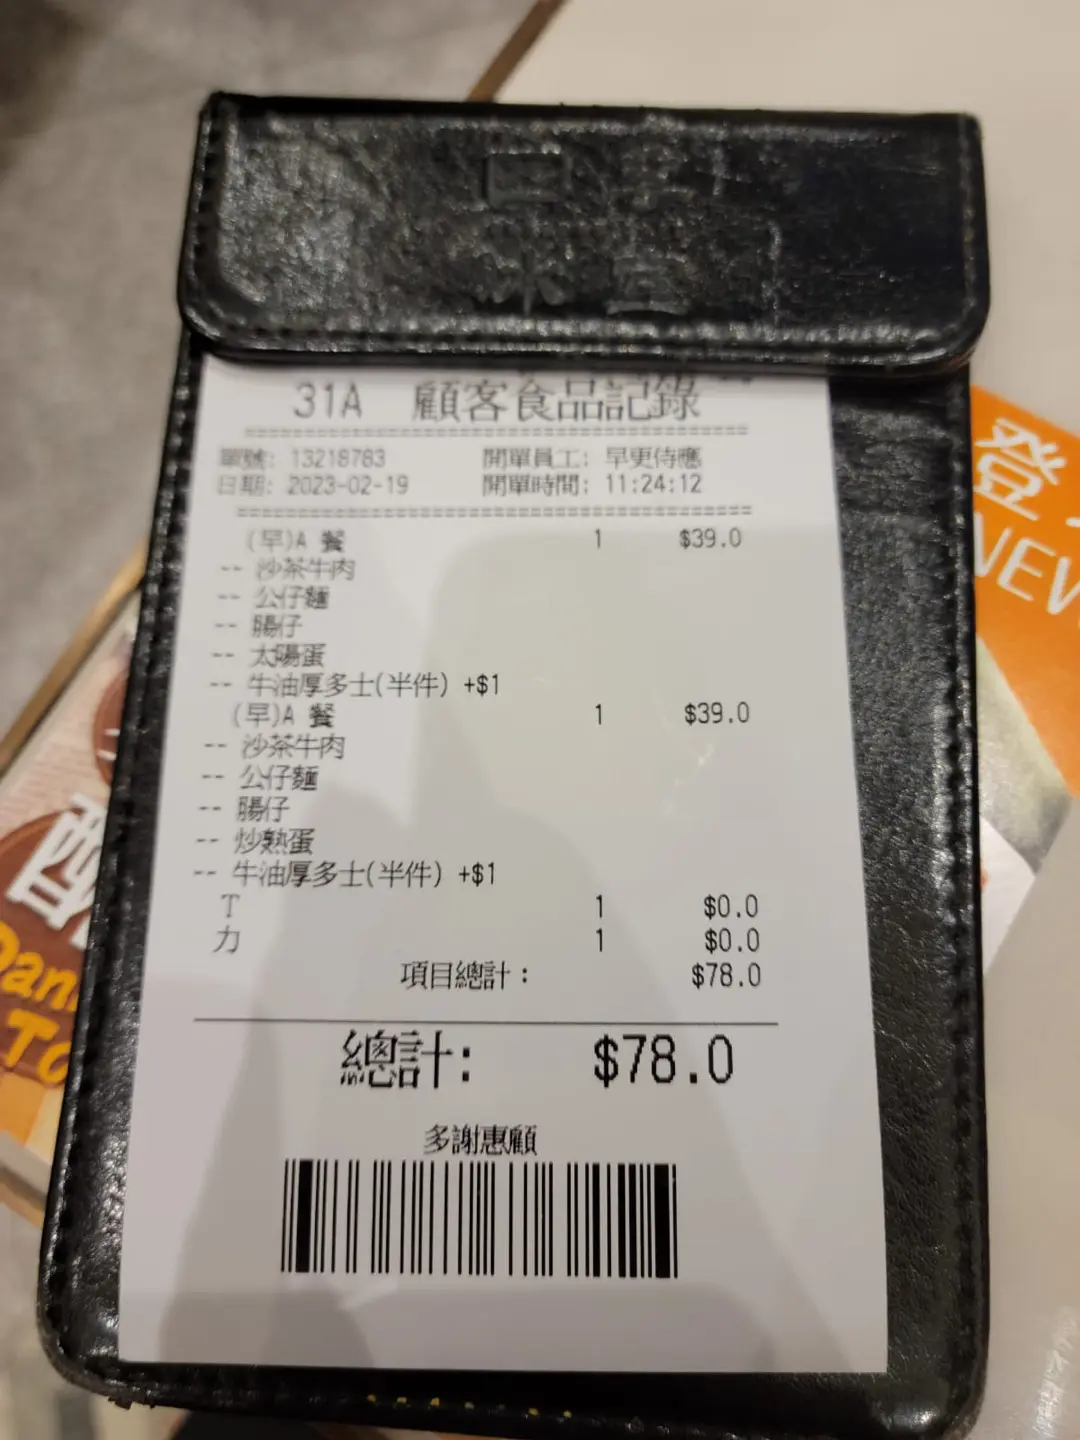 31A 顧客食品記錄
單號: 13218783 開單員工: 早更侍應
日期: 2023-02-19 開單時間: 11:24:12
(早)A 餐 1 $39.0
-- 沙茶牛肉
-- 公仔麵
-- 腸仔
-- 太陽蛋
-- 牛油厚多士(半件) +$1
(早)A 餐 1 $39.0
-- 沙茶牛肉
-- 公仔麵
-- 腸仔
-- 炒熟蛋
-- 牛油厚多士(半件) +$1
T 1 $0.0
力 1 $0.0
項目總計: $78.0
總計: $78.0
多謝惠顧
登
NEW